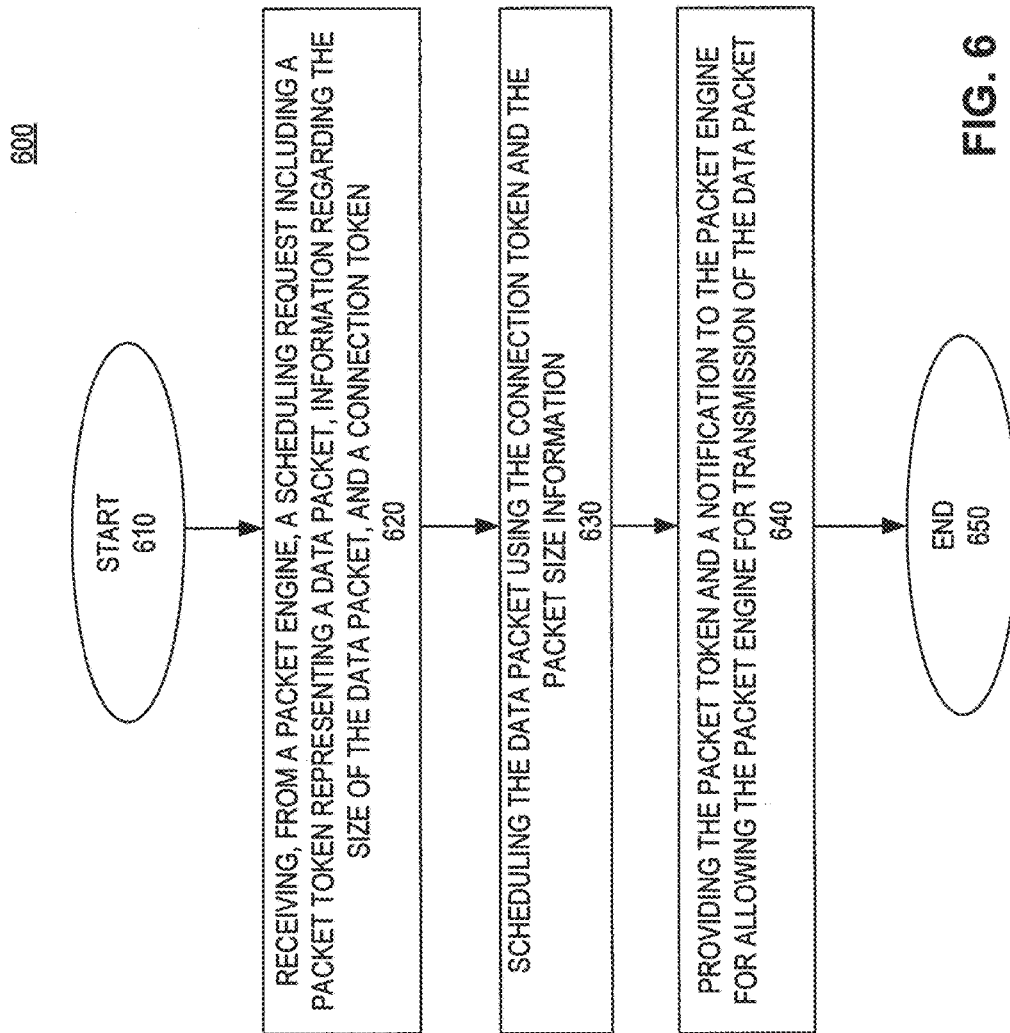 600
START
610
RECEIVING, FROM A PACKET ENGINE, A SCHEDULING REQUEST INCLUDING A
PACKET TOKEN REPRESENTING A DATA PACKET, INFORMATION REGARDING THE
SIZE OF THE DATA PACKET, AND A CONNECTION TOKEN
620
SCHEDULING THE DATA PACKET USING THE CONNECTION TOKEN AND THE
PACKET SIZE INFORMATION
630
PROVIDING THE PACKET TOKEN AND A NOTIFICATION TO THE PACKET ENGINE
FOR ALLOWING THE PACKET ENGINE FOR TRANSMISSION OF THE DATA PACKET
640
END
650
FIG. 6